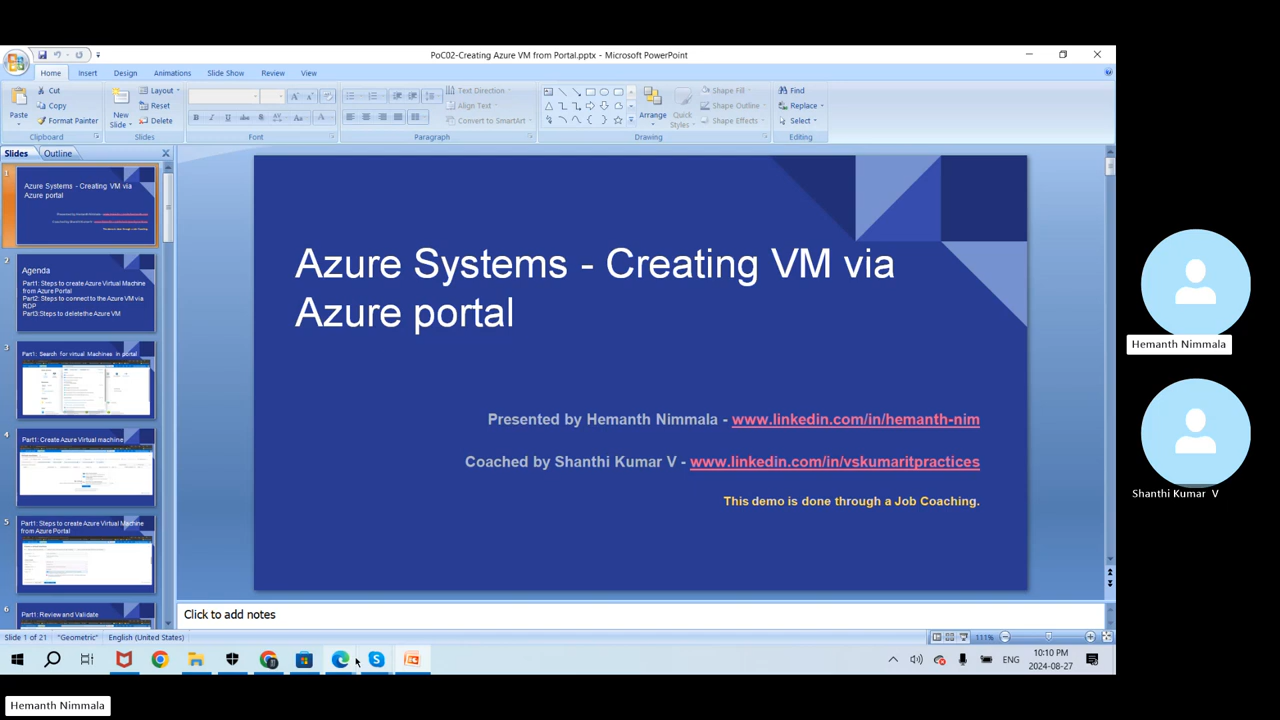 PoC02-Creating Azure VM from Portal.pptx - Microsoft PowerPoint
Home Insert Design Animations Slide Show Review View
Paste
Cut
Copy
Format Painter
Clipboard
New
Slide
Layout
Reset
Delete
Slides
Font
Text Direction
Align Text
Convert to SmartArt
Paragraph
Arrange
Quick
Styles
Shape Fill
Shape Outline
Shape Effects
Drawing
Find
Replace
Select
Editing
Slides Outline
1
Azure Systems - Creating VM via
Azure portal
2
Agenda
Part1: Steps to create Azure Virtual Machine
from Azure Portal
Part2: Steps to connect to the Azure VM via
RDP
Part3:Steps to deletethe Azure VM
3
Part1: Search for virtual Machines in portal
4
Part1: Create Azure Virtual machine
5
Part1: Steps to create Azure Virtual Machine
from Azure Portal
6
Part1: Review and Validate
Azure Systems - Creating VM via
Azure portal
Presented by Hemanth Nimmala - www.linkedin.com/in/hemanth-nim
Coached by Shanthi Kumar V - www.linkedin.com/in/vskumaritpractices
This demo is done through a Job Coaching.
Click to add notes
Slide 1 of 21 "Geometric" English (United States)
111%
ENG
10:10 PM
2024-08-27
Hemanth Nimmala
Shanthi Kumar V
Hemanth Nimmala